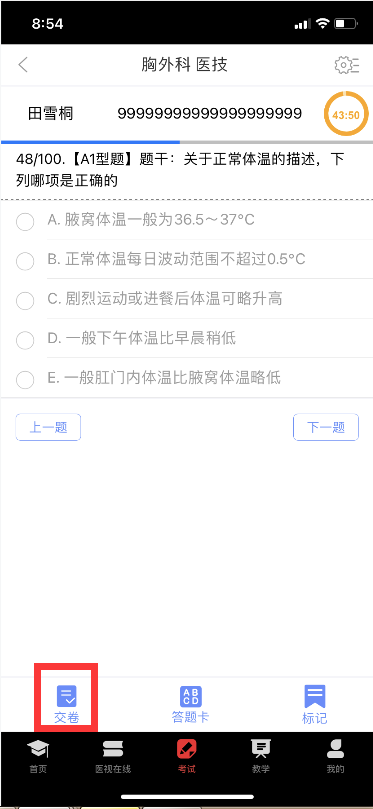 8:54
胸外科 医技
田雪桐 99999999999999999999 43:50
48/100.【A1型题】题干：关于正常体温的描述，下
列哪项是正确的
A. 腋窝体温一般为36.5～37°C
B. 正常体温每日波动范围不超过0.5°C
C. 剧烈运动或进餐后体温可略升高
D. 一般下午体温比早晨稍低
E. 一般肛门内体温比腋窝体温略低
上一题 下一题
ABCD
交卷 答题卡 标记
首页 医视在线 考试 教学 我的